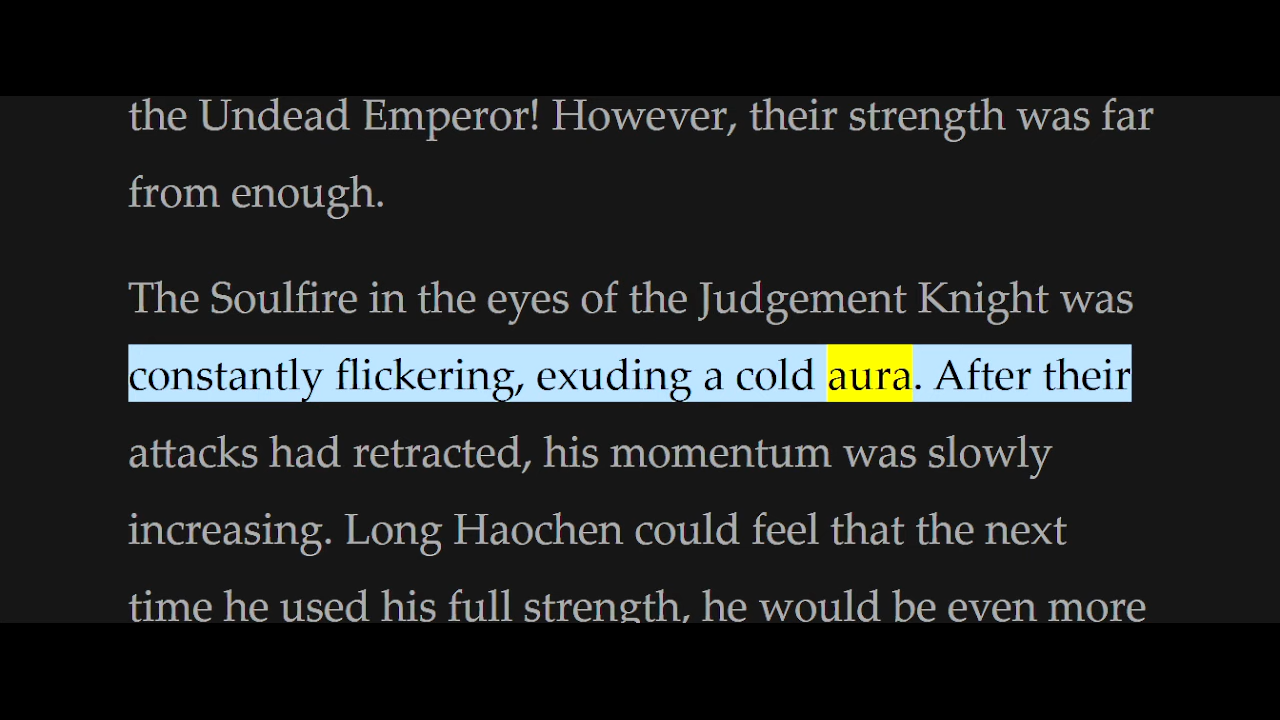 the Undead Emperor! However, their strength was far
from enough.
The Soulfire in the eyes of the Judgement Knight was
constantly flickering, exuding a cold aura. After their
attacks had retracted, his momentum was slowly
increasing. Long Haochen could feel that the next
time he used his full strength, he would be even more